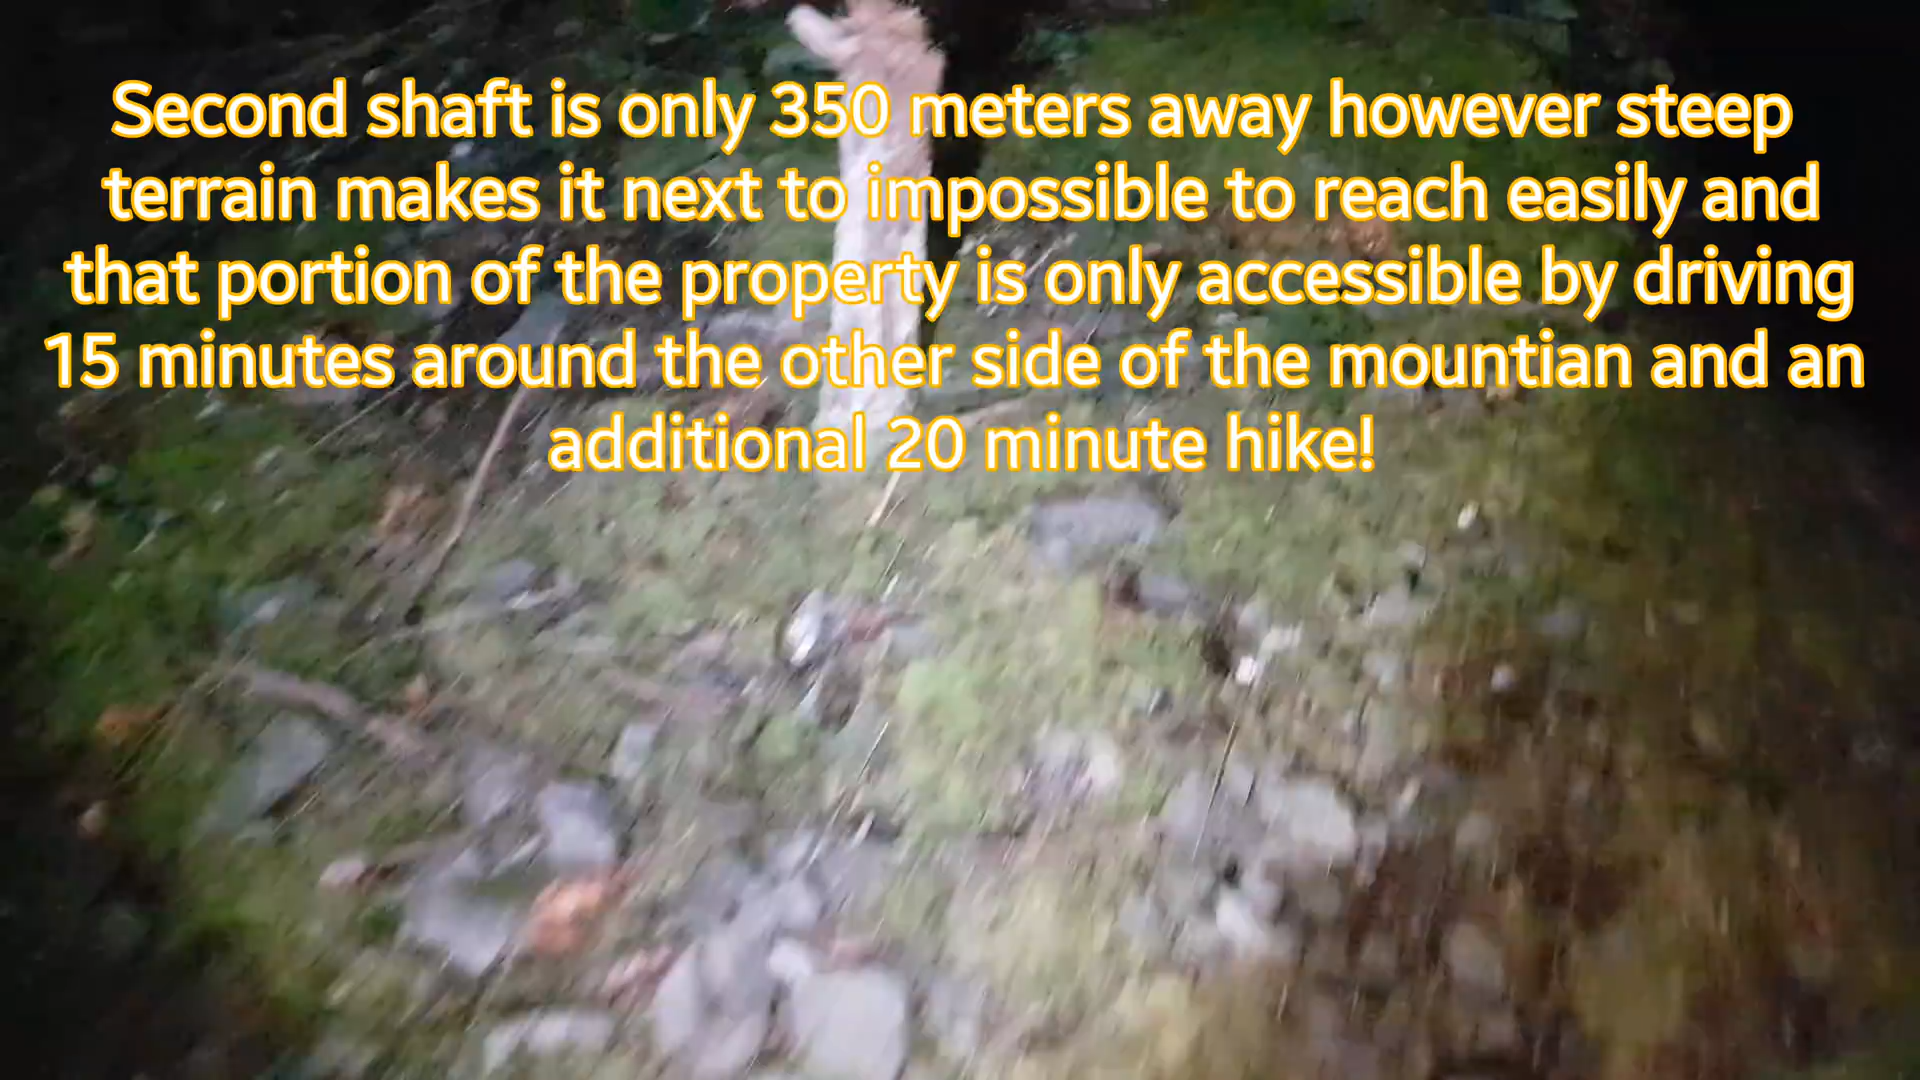 Second shaft is only 350 meters away however steep
terrain makes it next to impossible to reach easily and
that portion of the property is only accessible by driving
15 minutes around the other side of the mountian and an
additional 20 minute hike!